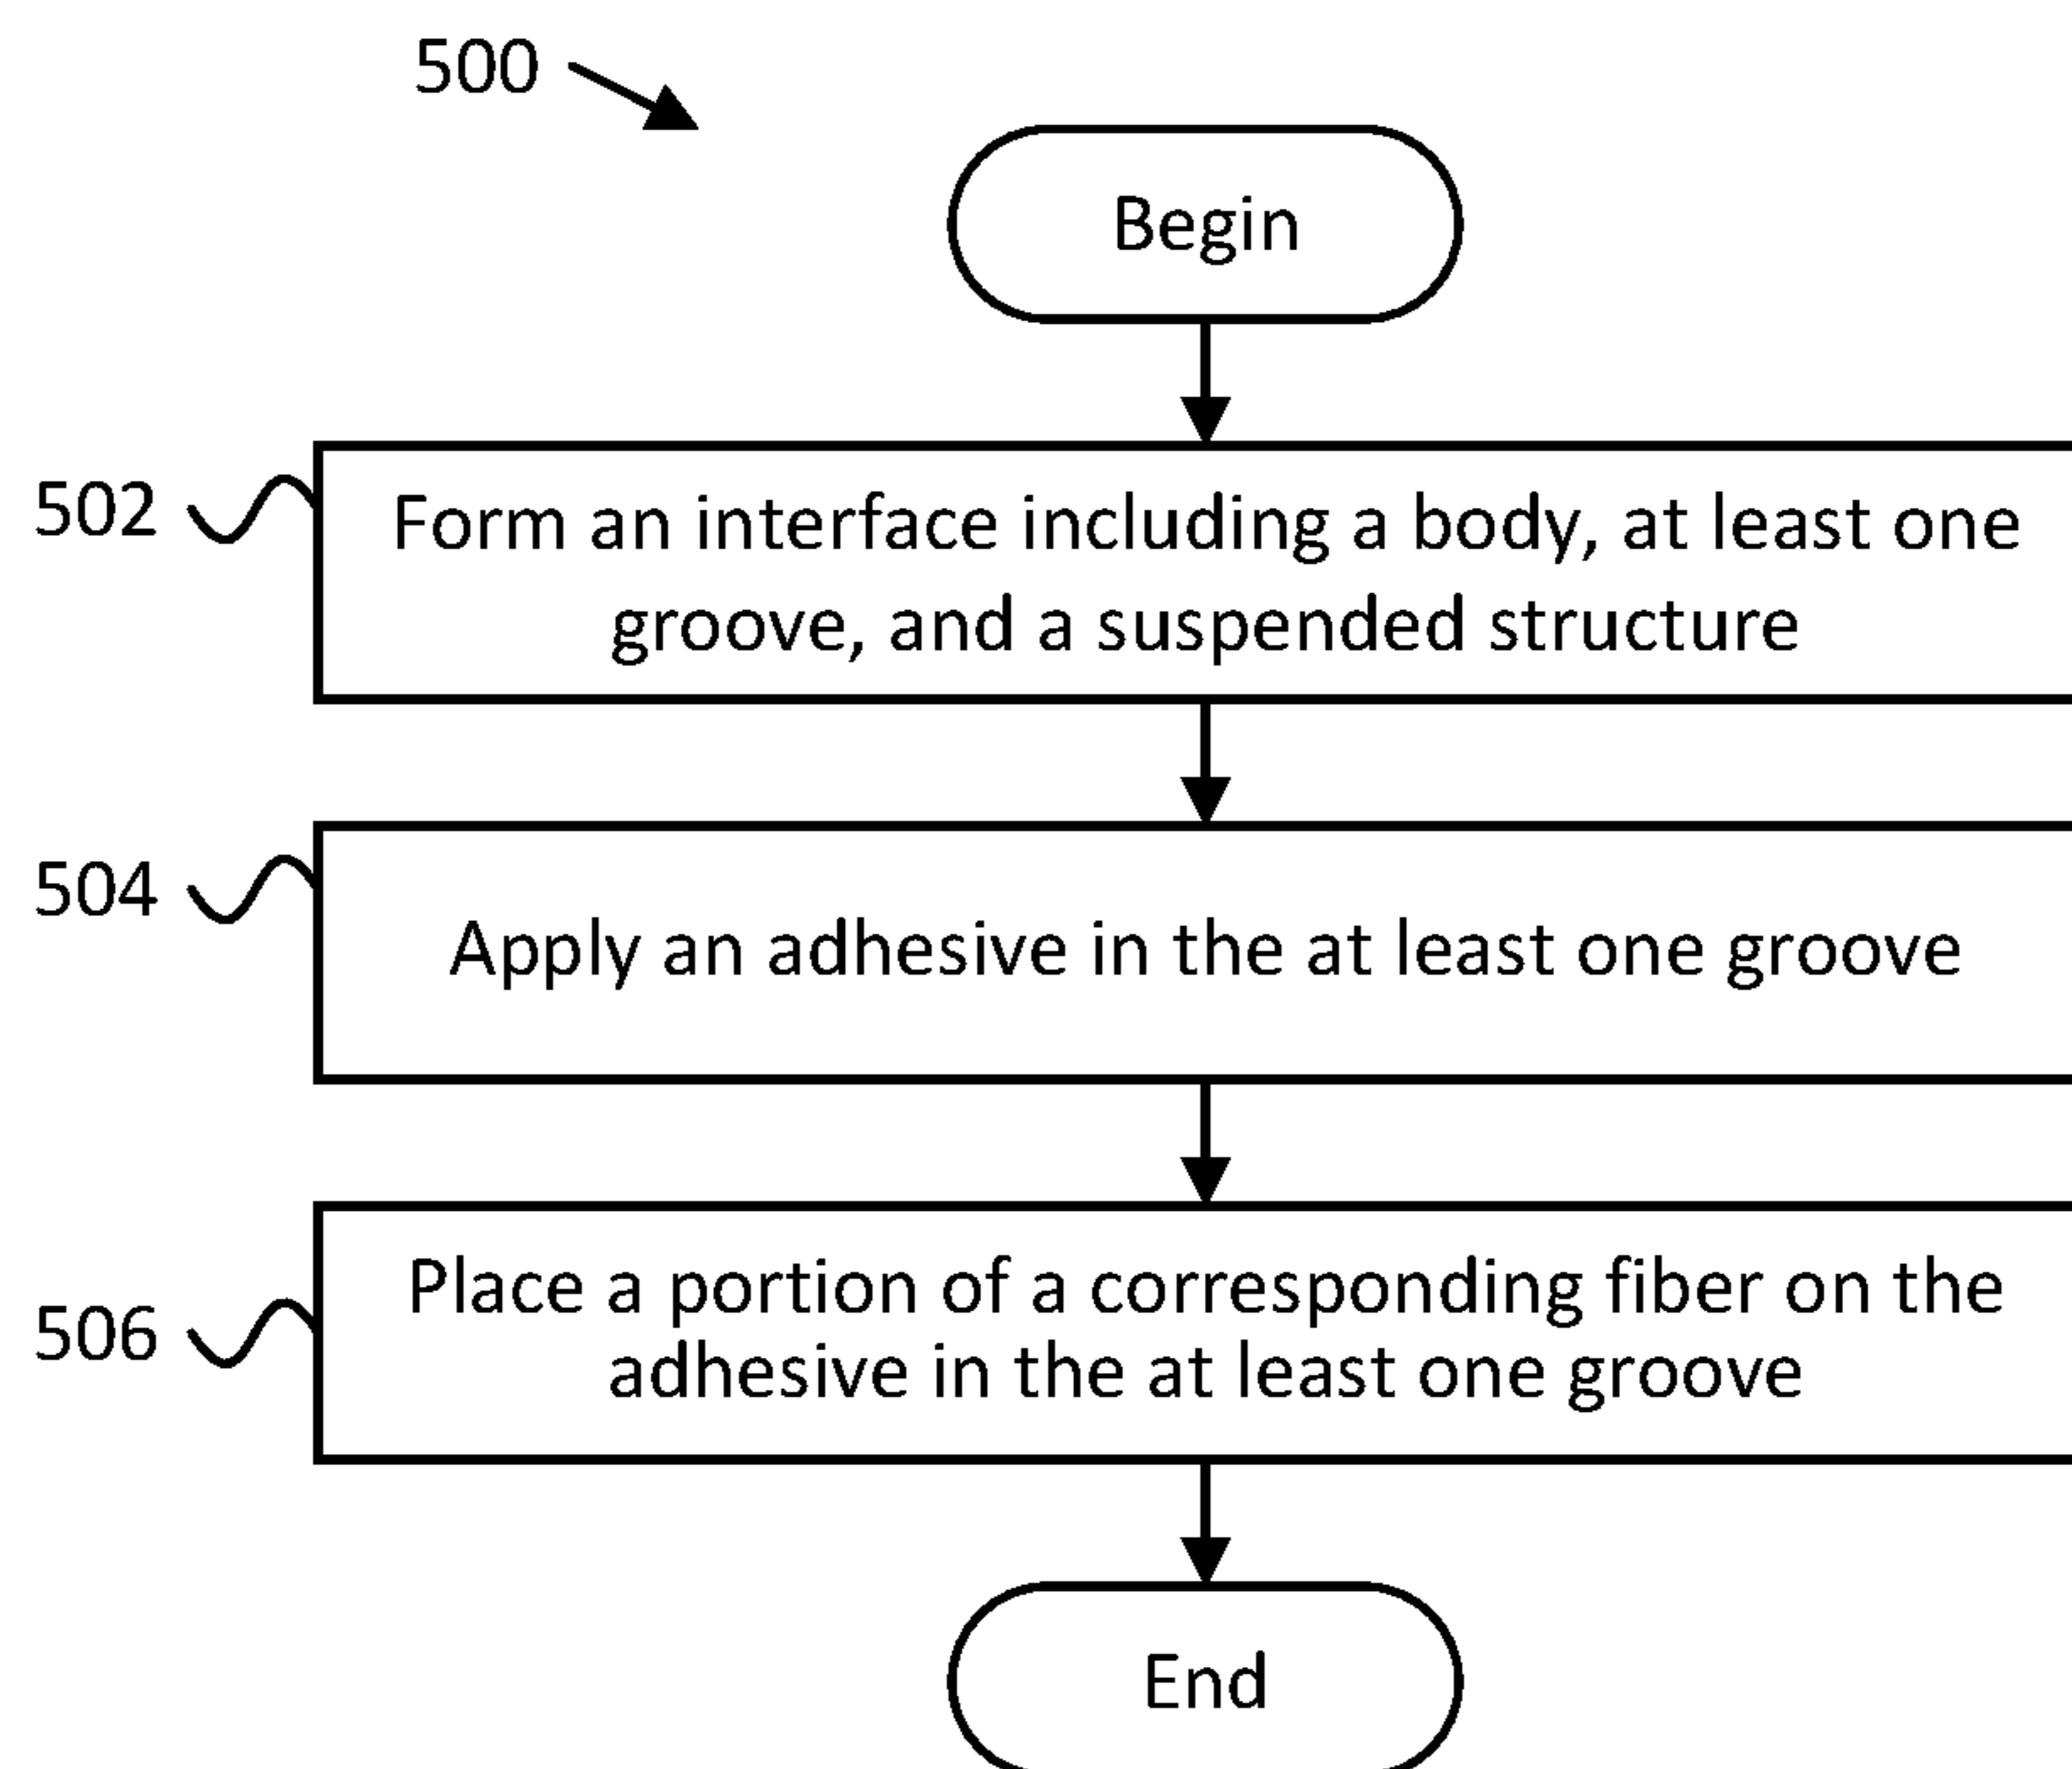 500
Begin
502
Form an interface including a body, at least one
groove, and a suspended structure
504
Apply an adhesive in the at least one groove
506
Place a portion of a corresponding fiber on the
adhesive in the at least one groove
End